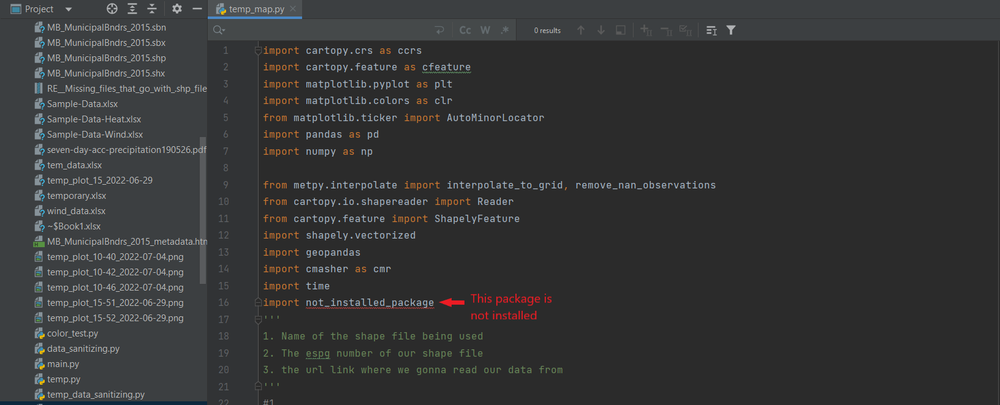 Project
temp_map.py
MB_MunicipalBndrs_2015.sbn
MB_MunicipalBndrs_2015.sbx
MB_MunicipalBndrs_2015.shp
MB_MunicipalBndrs_2015.shx
RE__Missing_files_that_go_with_.shp_file
Sample-Data.xlsx
Sample-Data-Heat.xlsx
Sample-Data-Wind.xlsx
seven-day-acc-precipitation190526.pdf
tem_data.xlsx
temp_plot_15_2022-06-29
temporary.xlsx
wind_data.xlsx
~$Book1.xlsx
MB_MunicipalBndrs_2015_metadata.htm
temp_plot_10-40_2022-07-04.png
temp_plot_10-42_2022-07-04.png
temp_plot_10-46_2022-07-04.png
temp_plot_15-51_2022-06-29.png
temp_plot_15-52_2022-06-29.png
color_test.py
data_sanitizing.py
main.py
temp.py
temp_data_sanitizing.py
Cc W .* 0 results
1 import cartopy.crs as ccrs
2 import cartopy.feature as cfeature
3 import matplotlib.pyplot as plt
4 import matplotlib.colors as clr
5 from matplotlib.ticker import AutoMinorLocator
6 import pandas as pd
7 import numpy as np
8
9 from metpy.interpolate import interpolate_to_grid, remove_nan_observations
10 from cartopy.io.shapereader import Reader
11 from cartopy.feature import ShapelyFeature
12 import shapely.vectorized
13 import geopandas
14 import cmasher as cmr
15 import time
16 import not_installed_package
This package is
not installed
17 '''
18 1. Name of the shape file being used
19 2. The espg number of our shape file
20 3. the url link where we gonna read our data from
21 '''
22 #1